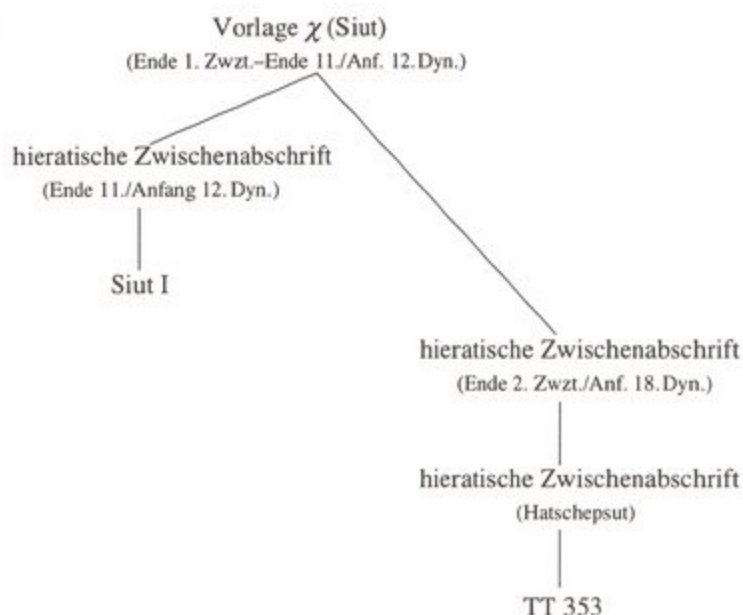 Vorlage χ (Siut)
(Ende 1. Zwzt.–Ende 11./Anf. 12. Dyn.)
hieratische Zwischenabschrift
(Ende 11./Anfang 12. Dyn.)
Siut I
hieratische Zwischenabschrift
(Ende 2. Zwzt./Anf. 18. Dyn.)
hieratische Zwischenabschrift
(Hatschepsut)
TT 353